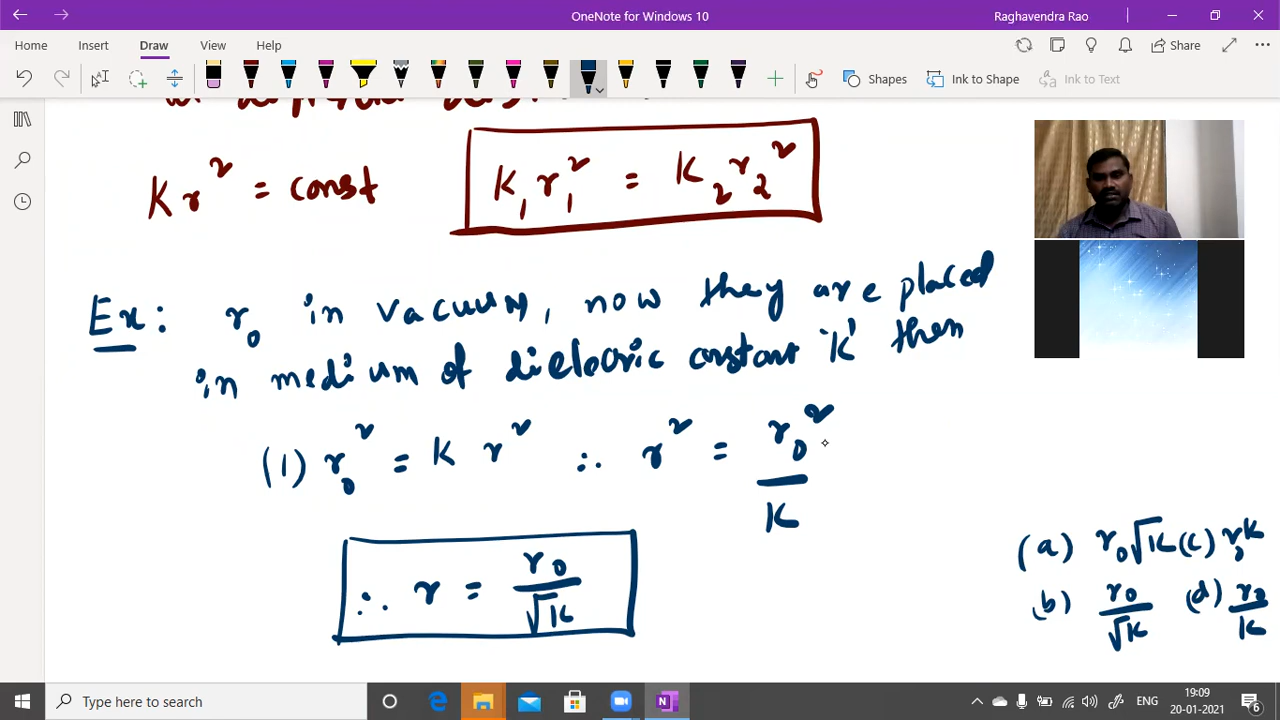 OneNote for Windows 10
Raghavendra Rao
Home Insert Draw View Help
Share
Shapes
Ink to Shape
Ink to Text
Kr² = const
K₁r₁² = K₂r₂²
Ex: r₀ in vacuum, now they are placed
in medium of dielectric constant 'K' then
(1) r₀² = K r² ∴ r² = r₀²/K
∴ r = r₀/√K
(a) r₀√K (c) r₀K
(b) r₀/√K (d) r₀/K
Type here to search
ENG
19:09
20-01-2021
6